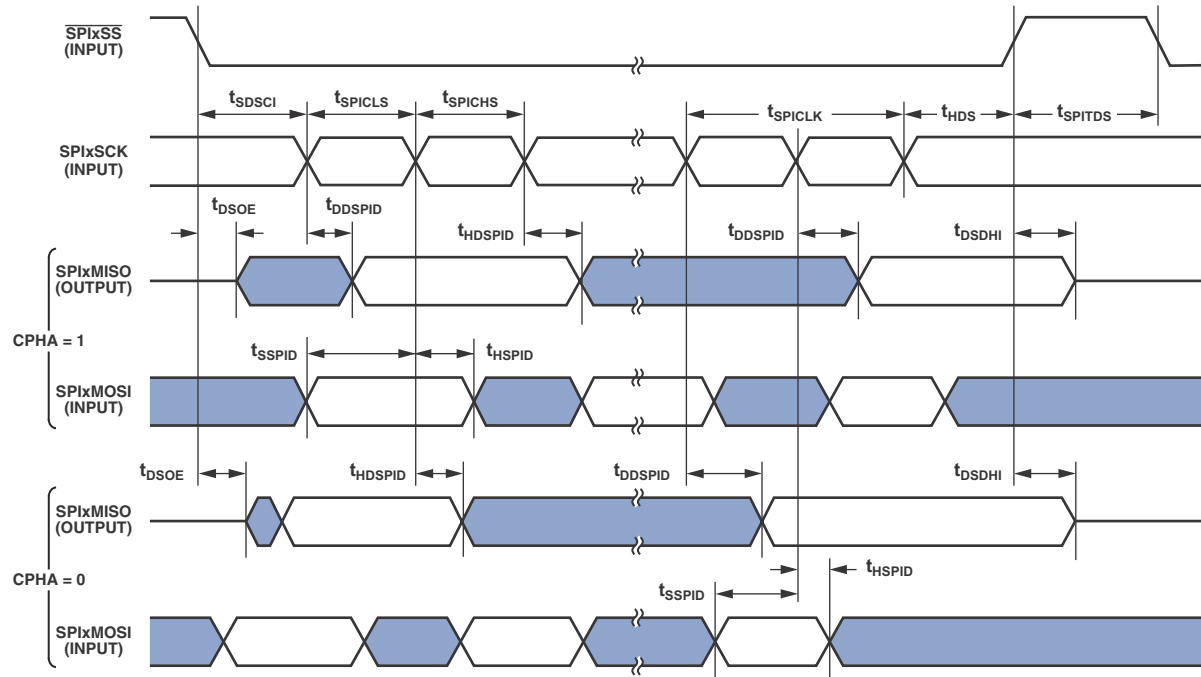 SPIxSS
(INPUT)
tSDSCI
tSPICLS
tSPICHS
tSPICLK
tHDS
tSPITDS
SPIxSCK
(INPUT)
tDSOE
tDDSPID
tHDSPID
tDDSPID
tDSDHI
SPIxMISO
(OUTPUT)
CPHA = 1
tSSPID
tHSPID
SPIxMOSI
(INPUT)
tDSOE
tHDSPID
tDDSPID
tDSDHI
SPIxMISO
(OUTPUT)
CPHA = 0
tHSPID
tSSPID
SPIxMOSI
(INPUT)